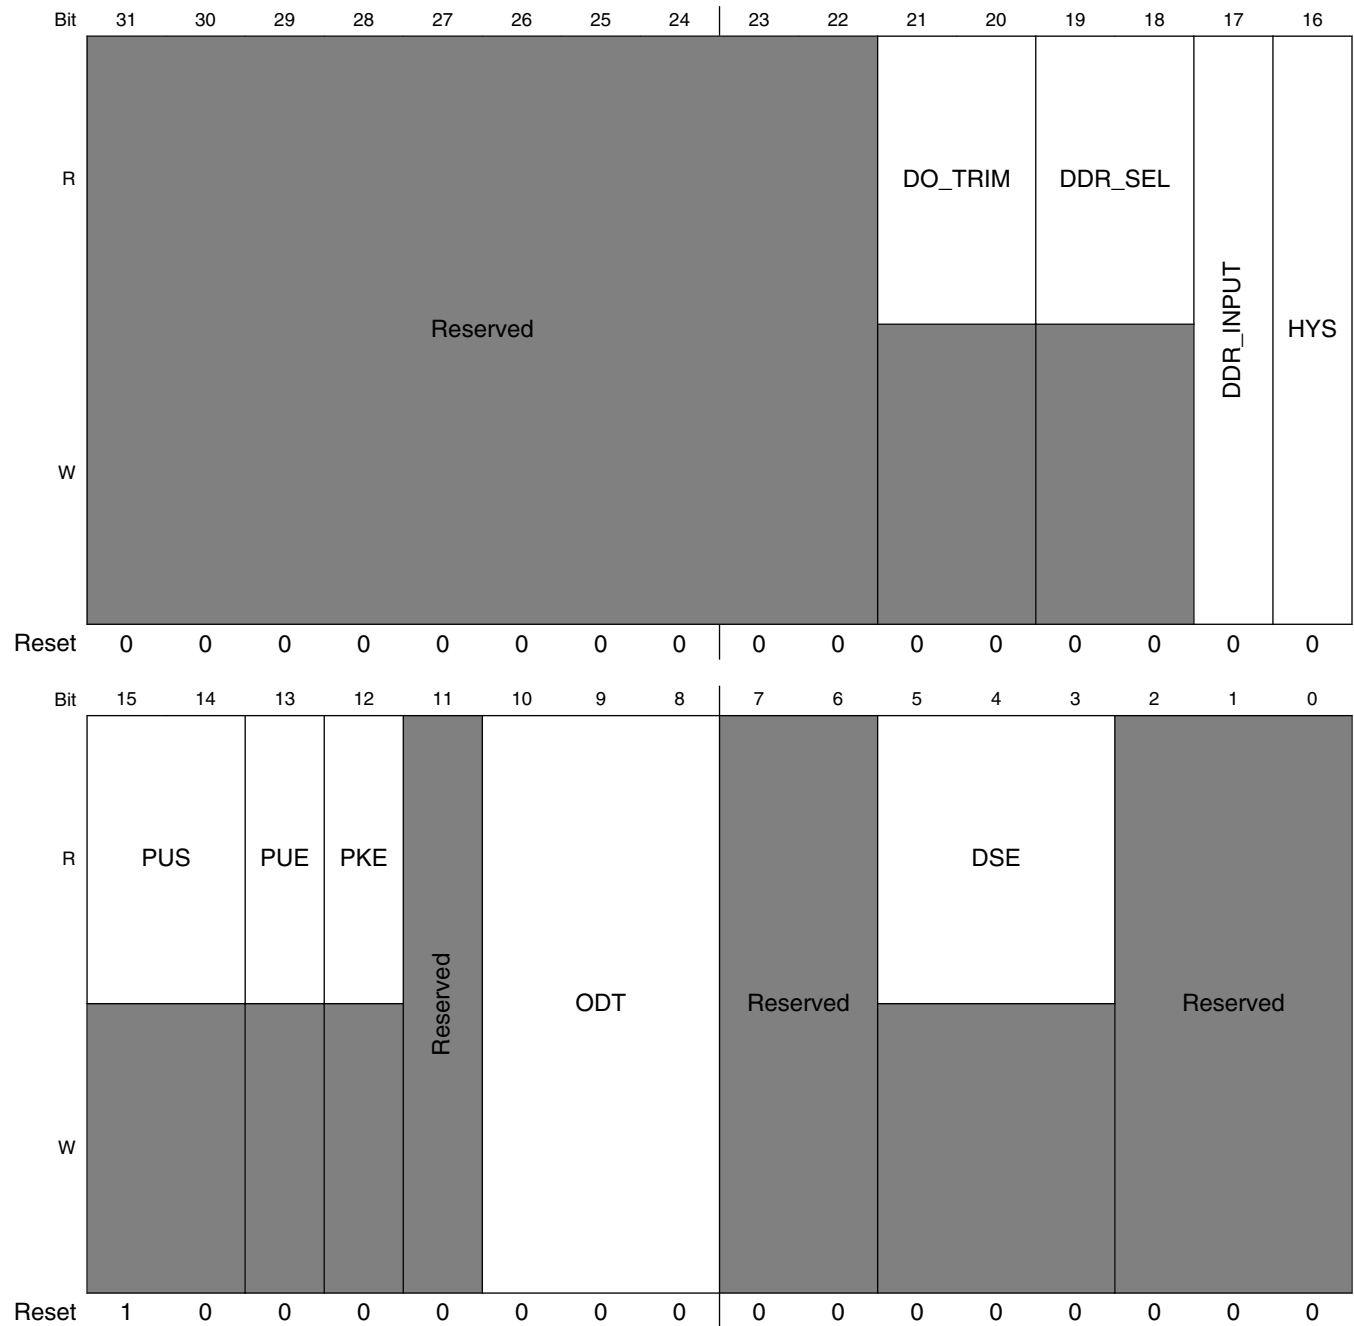 Bit 31 30 29 28 27 26 25 24 23 22 21 20 19 18 17 16
R DO_TRIM DDR_SEL
Reserved DDR_INPUT HYS
W
Reset 0 0 0 0 0 0 0 0 0 0 0 0 0 0 0 0
Bit 15 14 13 12 11 10 9 8 7 6 5 4 3 2 1 0
R PUS PUE PKE DSE
Reserved ODT Reserved Reserved
W
Reset 1 0 0 0 0 0 0 0 0 0 0 0 0 0 0 0